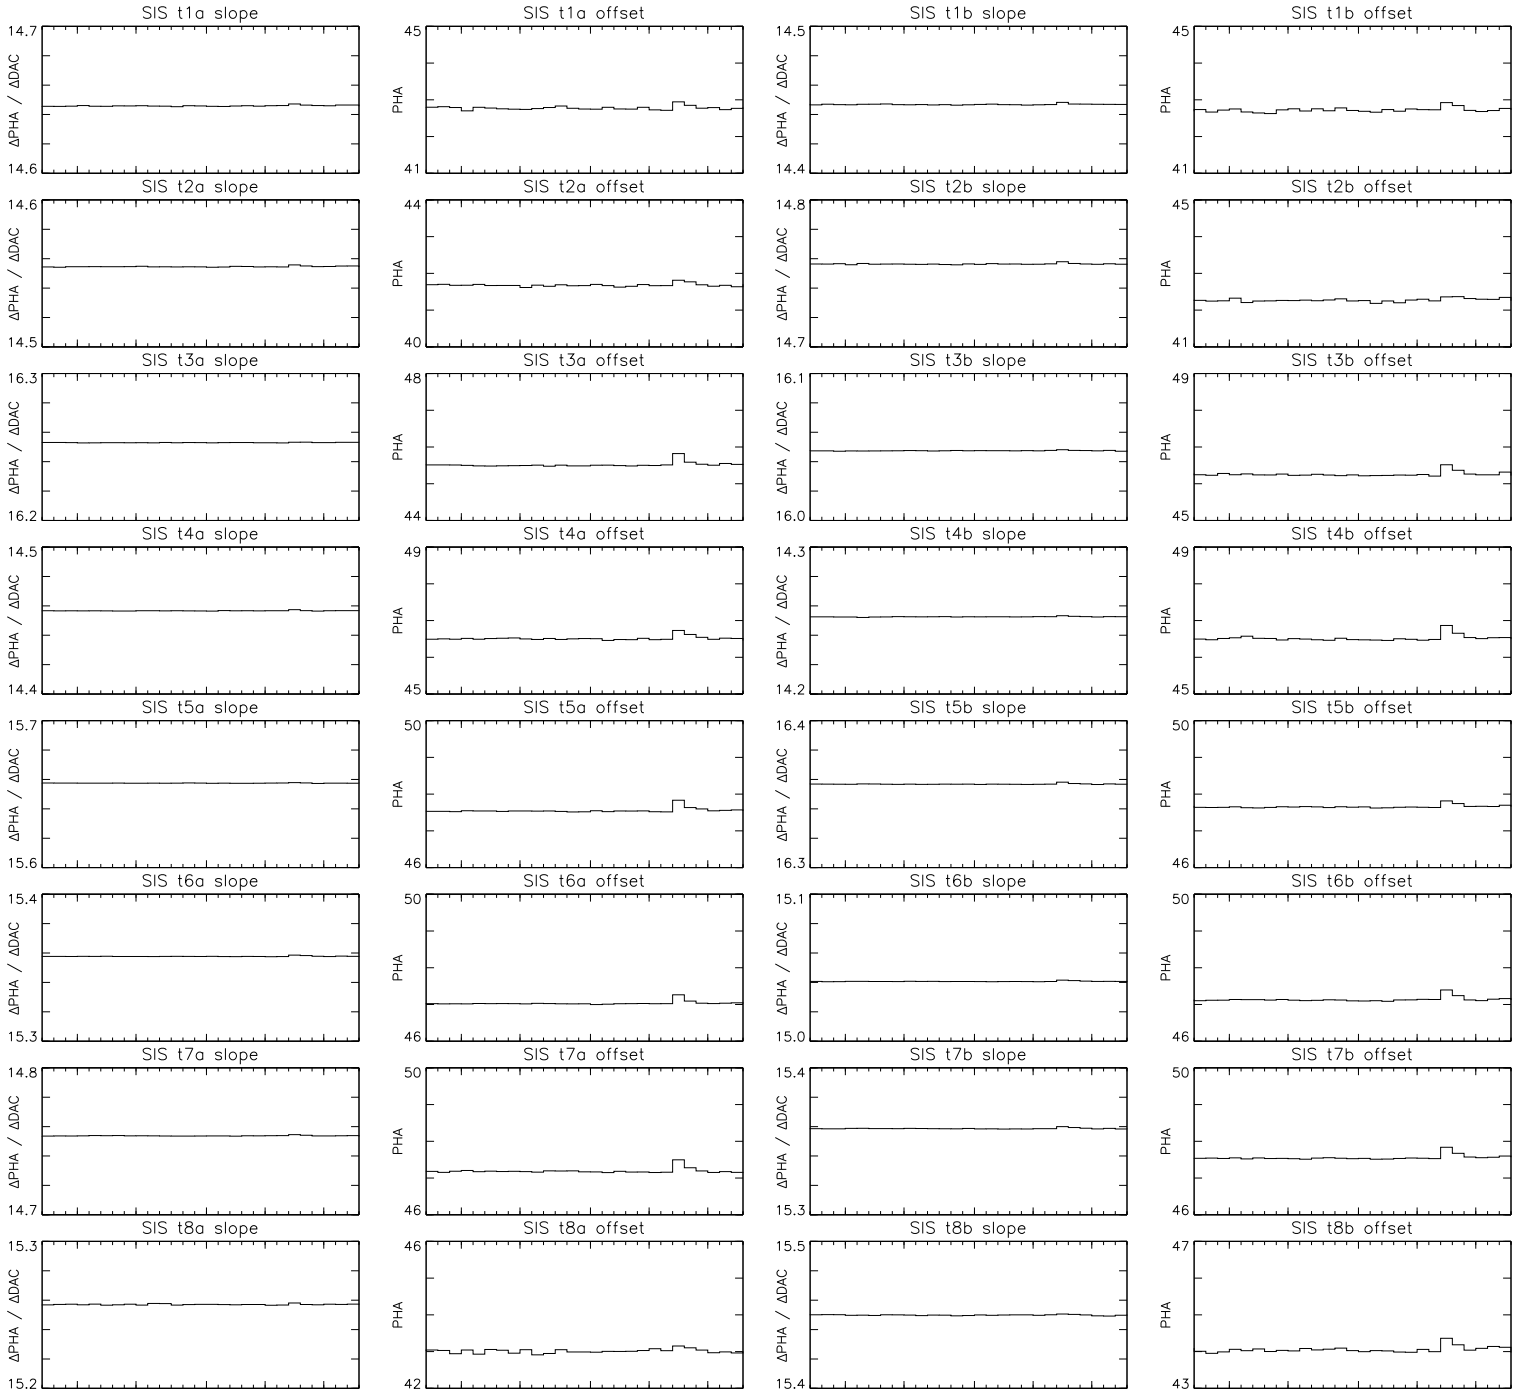 SIS t1a slope
14.7
ΔPHA / ΔDAC
14.6
SIS t1a offset
45
PHA
41
SIS t1b slope
14.5
ΔPHA / ΔDAC
14.4
SIS t1b offset
45
PHA
41
SIS t2a slope
14.6
ΔPHA / ΔDAC
14.5
SIS t2a offset
44
PHA
40
SIS t2b slope
14.8
ΔPHA / ΔDAC
14.7
SIS t2b offset
45
PHA
41
SIS t3a slope
16.3
ΔPHA / ΔDAC
16.2
SIS t3a offset
48
PHA
44
SIS t3b slope
16.1
ΔPHA / ΔDAC
16.0
SIS t3b offset
49
PHA
45
SIS t4a slope
14.5
ΔPHA / ΔDAC
14.4
SIS t4a offset
49
PHA
45
SIS t4b slope
14.3
ΔPHA / ΔDAC
14.2
SIS t4b offset
49
PHA
45
SIS t5a slope
15.7
ΔPHA / ΔDAC
15.6
SIS t5a offset
50
PHA
46
SIS t5b slope
16.4
ΔPHA / ΔDAC
16.3
SIS t5b offset
50
PHA
46
SIS t6a slope
15.4
ΔPHA / ΔDAC
15.3
SIS t6a offset
50
PHA
46
SIS t6b slope
15.1
ΔPHA / ΔDAC
15.0
SIS t6b offset
50
PHA
46
SIS t7a slope
14.8
ΔPHA / ΔDAC
14.7
SIS t7a offset
50
PHA
46
SIS t7b slope
15.4
ΔPHA / ΔDAC
15.3
SIS t7b offset
50
PHA
46
SIS t8a slope
15.3
ΔPHA / ΔDAC
15.2
SIS t8a offset
46
PHA
42
SIS t8b slope
15.5
ΔPHA / ΔDAC
15.4
SIS t8b offset
47
PHA
43